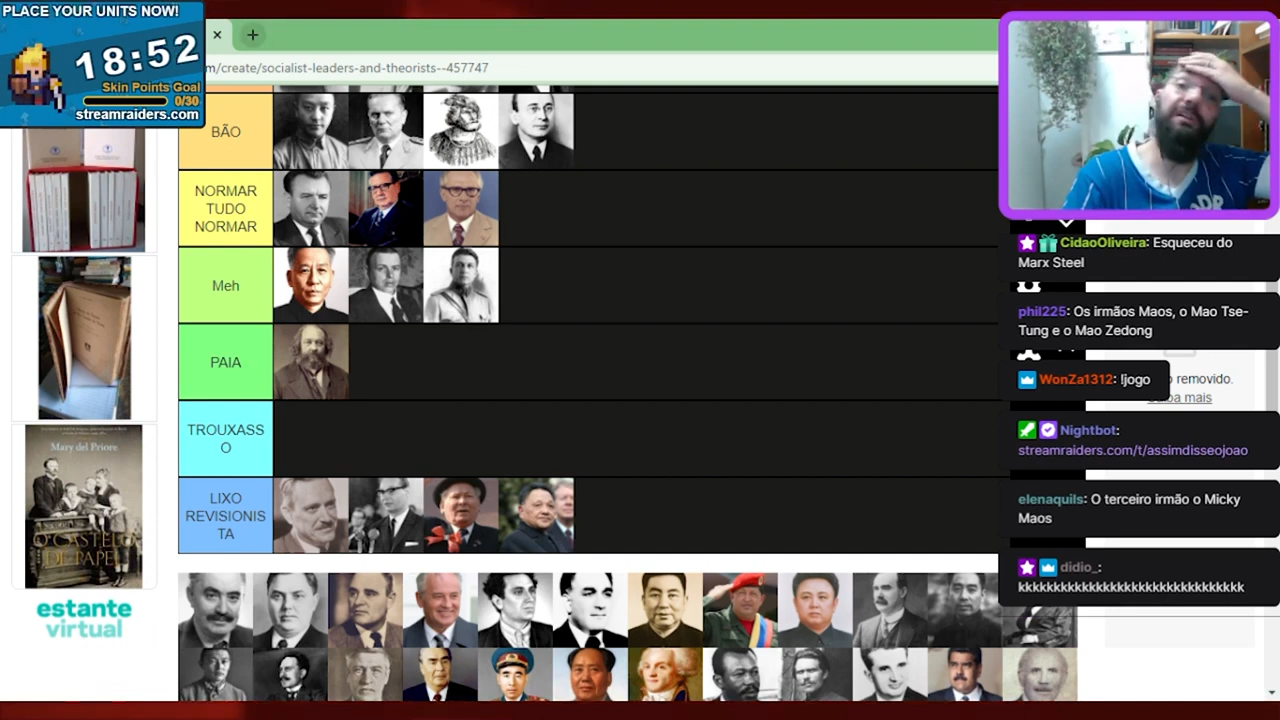 PLACE YOUR UNITS NOW!
18:52
Skin Points Goal
0/30
streamraiders.com
m/create/socialist-leaders-and-theorists--457747
BÃO
NORMAR
TUDO
NORMAR
Meh
PAIA
TROUXASS
O
LIXO
REVISIONIS
TA
Mary del Priore
O CASTELO
DE PAPEL
estante
virtual
CidaoOliveira: Esqueceu do
Marx Steel
phil225: Os irmãos Maos, o Mao Tse-
Tung e o Mao Zedong
WonZa1312: !jogo
o removido.
Saiba mais
Nightbot:
streamraiders.com/t/assimdisseojoao
elenaquils: O terceiro irmão o Micky
Maos
didio_:
kkkkkkkkkkkkkkkkkkkkkkkkkkkkkkk